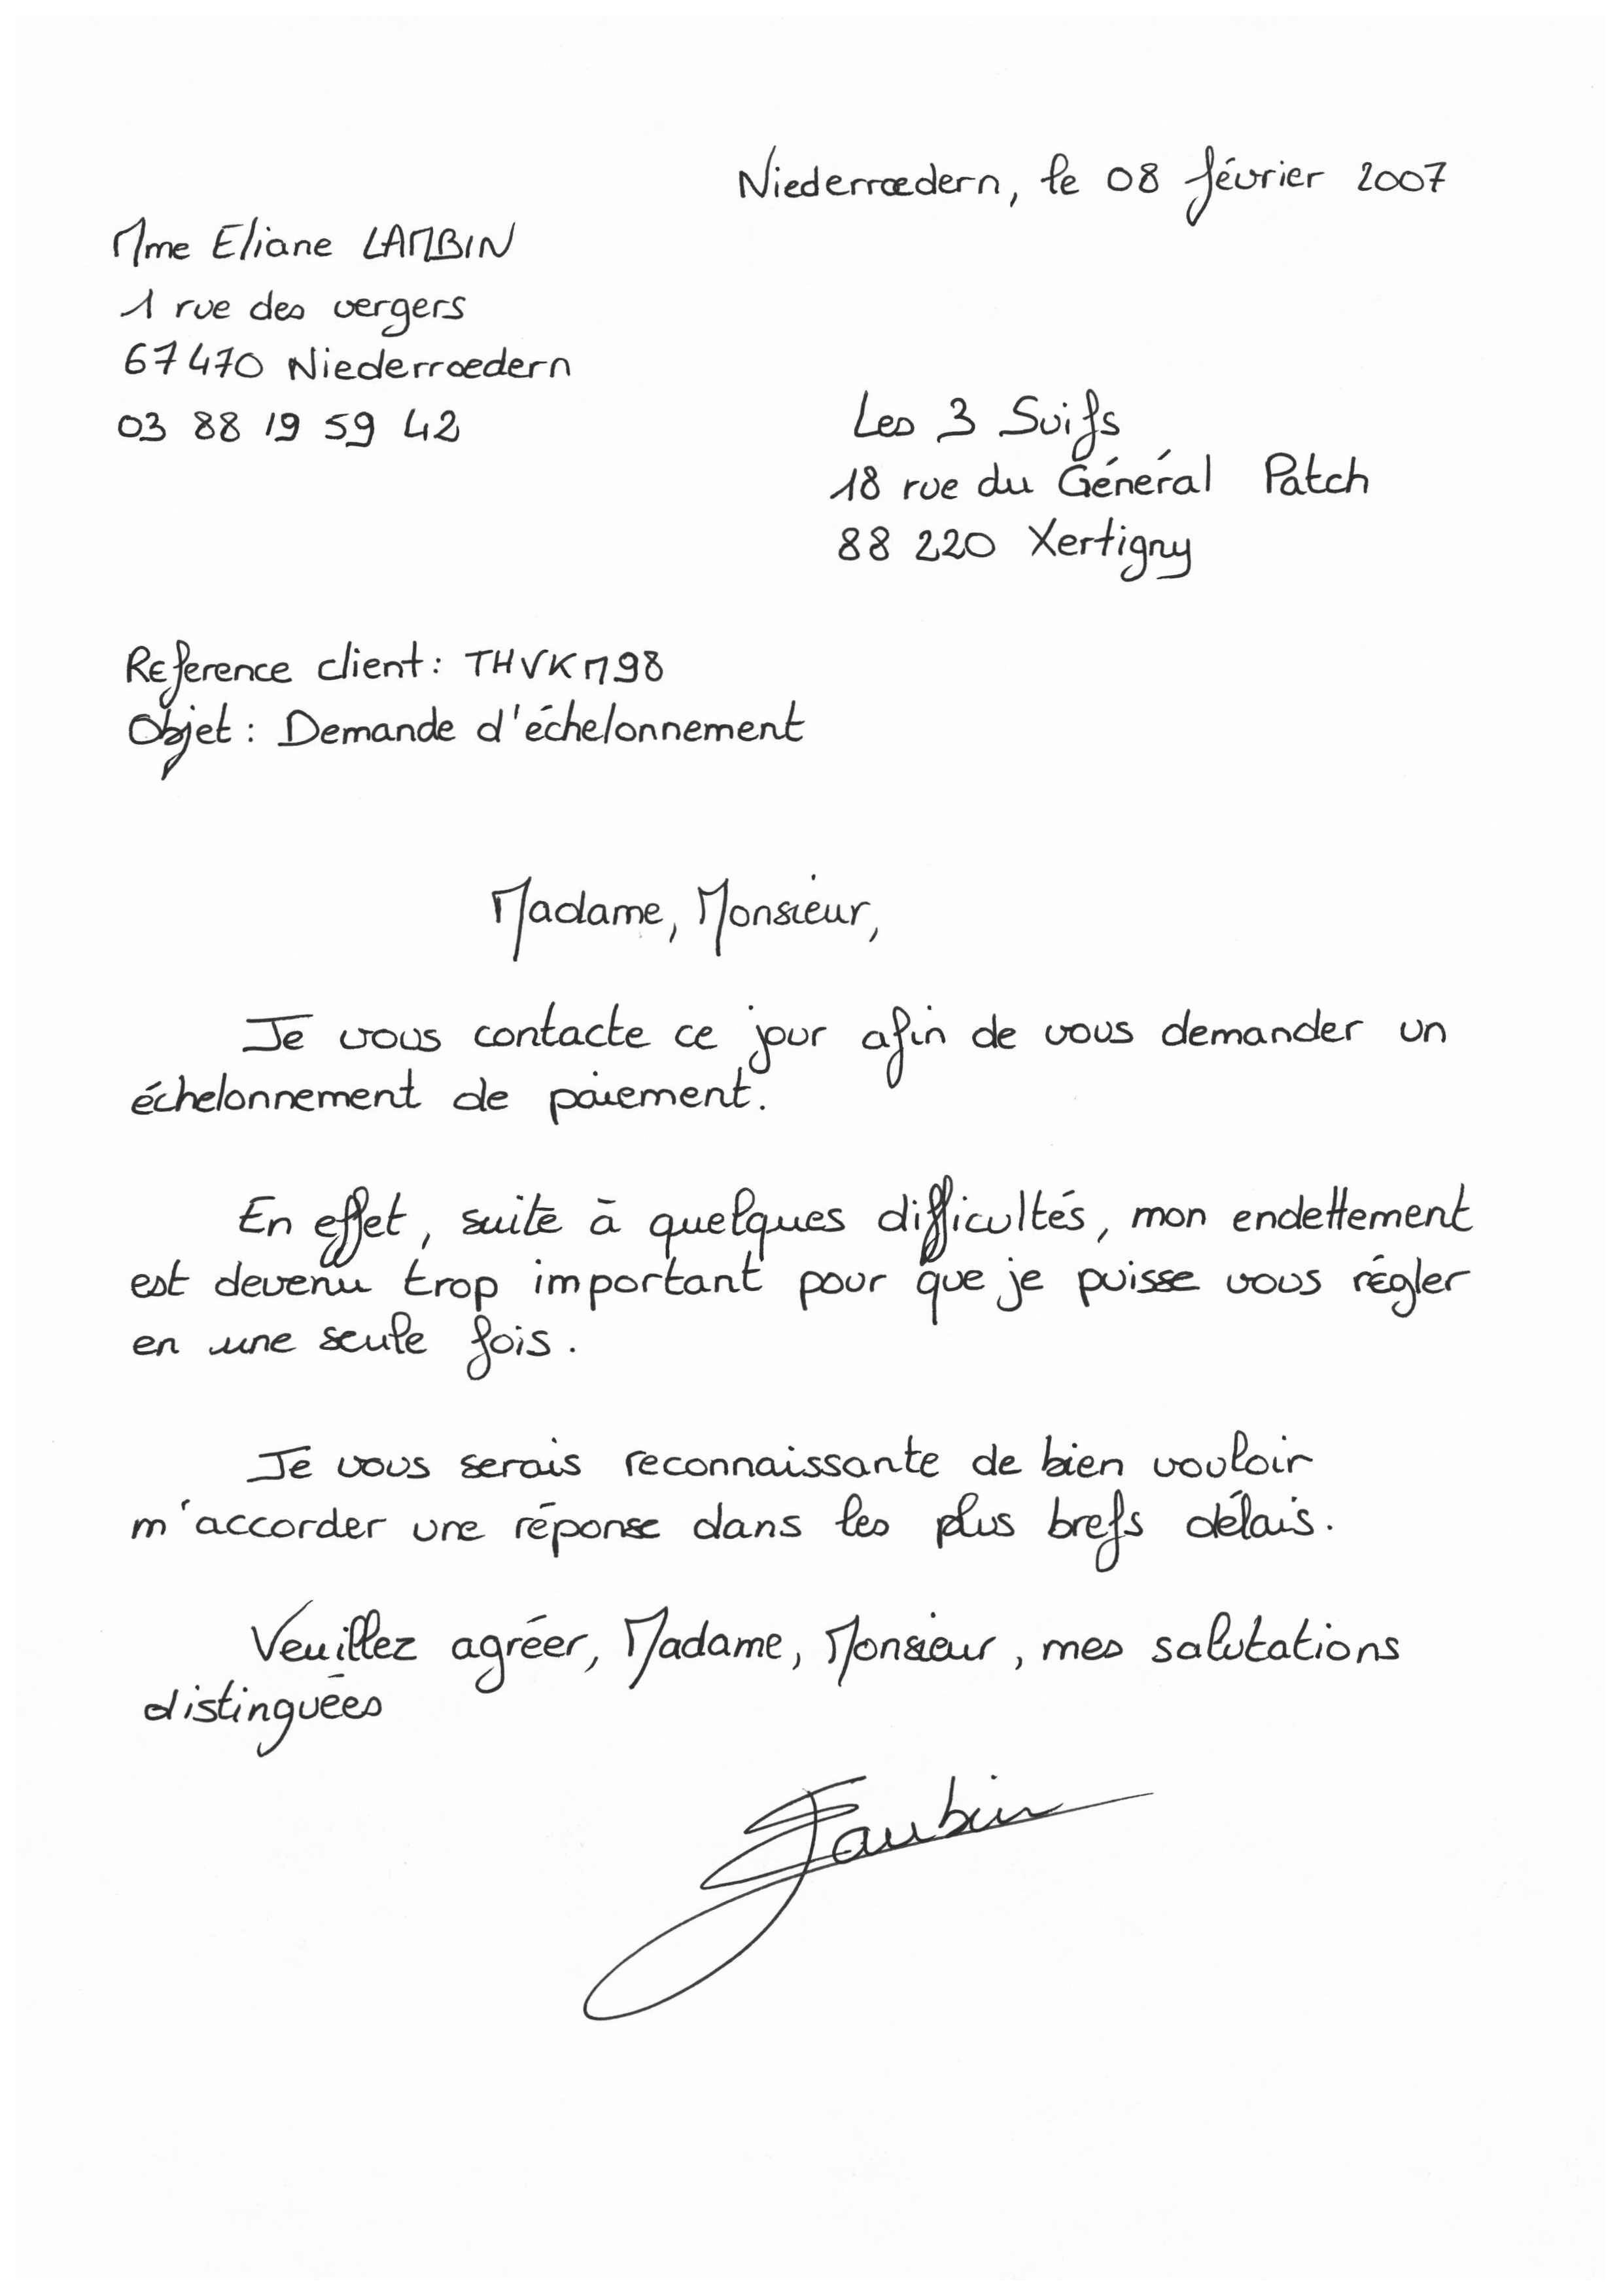 Niederrœdern, le 08 février 2007
Mme Eliane LAMBIN
1 rue des vergers
67470 Niederroedern
03 88 19 59 42
Les 3 Suifs
18 rue du Général Patch
88 220 Xertigny
Reference client : THVKM98
Objet : Demande d'échelonnement
Madame, Monsieur,
Je vous contacte ce jour afin de vous demander un
échelonnement de paiement.
En effet, suite à quelques difficultés, mon endettement
est devenu trop important pour que je puisse vous régler
en une seule fois.
Je vous serais reconnaissante de bien vouloir
m'accorder une réponse dans les plus brefs délais.
Veuillez agréer, Madame, Monsieur, mes salutations
distinguées